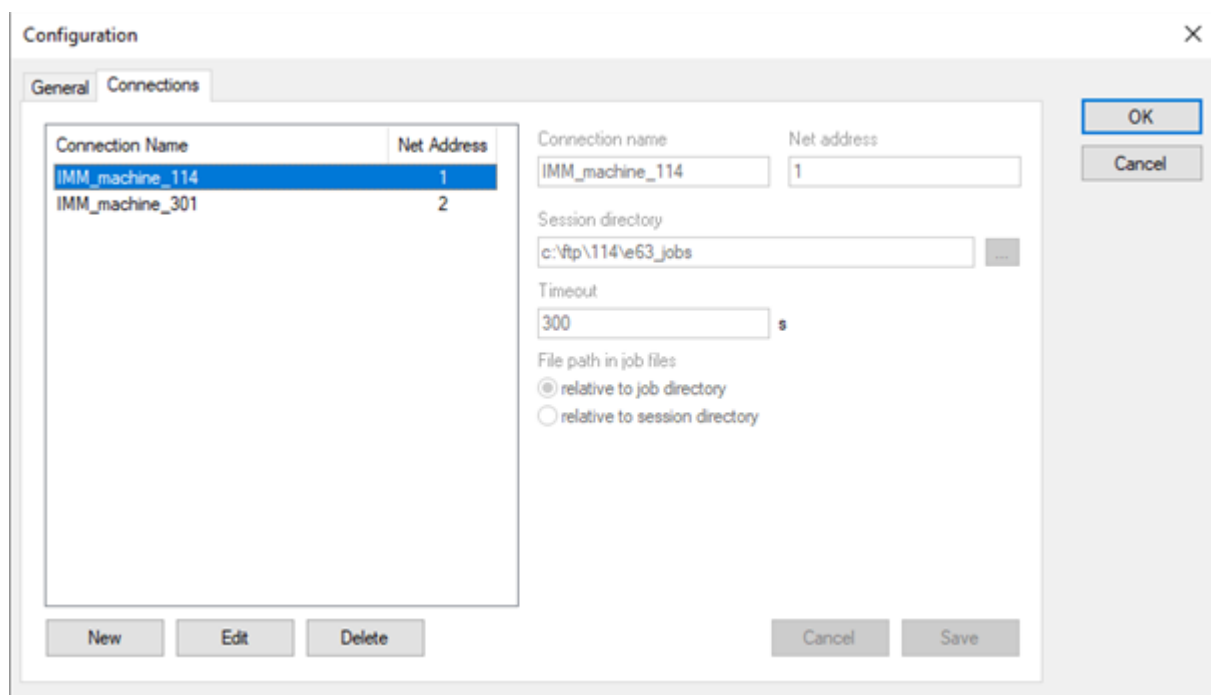 Configuration
General Connections
OK
Cancel
Connection Name Net Address
IMM_machine_114 1
IMM_machine_301 2
Connection name Net address
IMM_machine_114 1
Session directory
c:\ftp\114\e63_jobs ...
Timeout
300 s
File path in job files
relative to job directory
relative to session directory
New Edit Delete Cancel Save